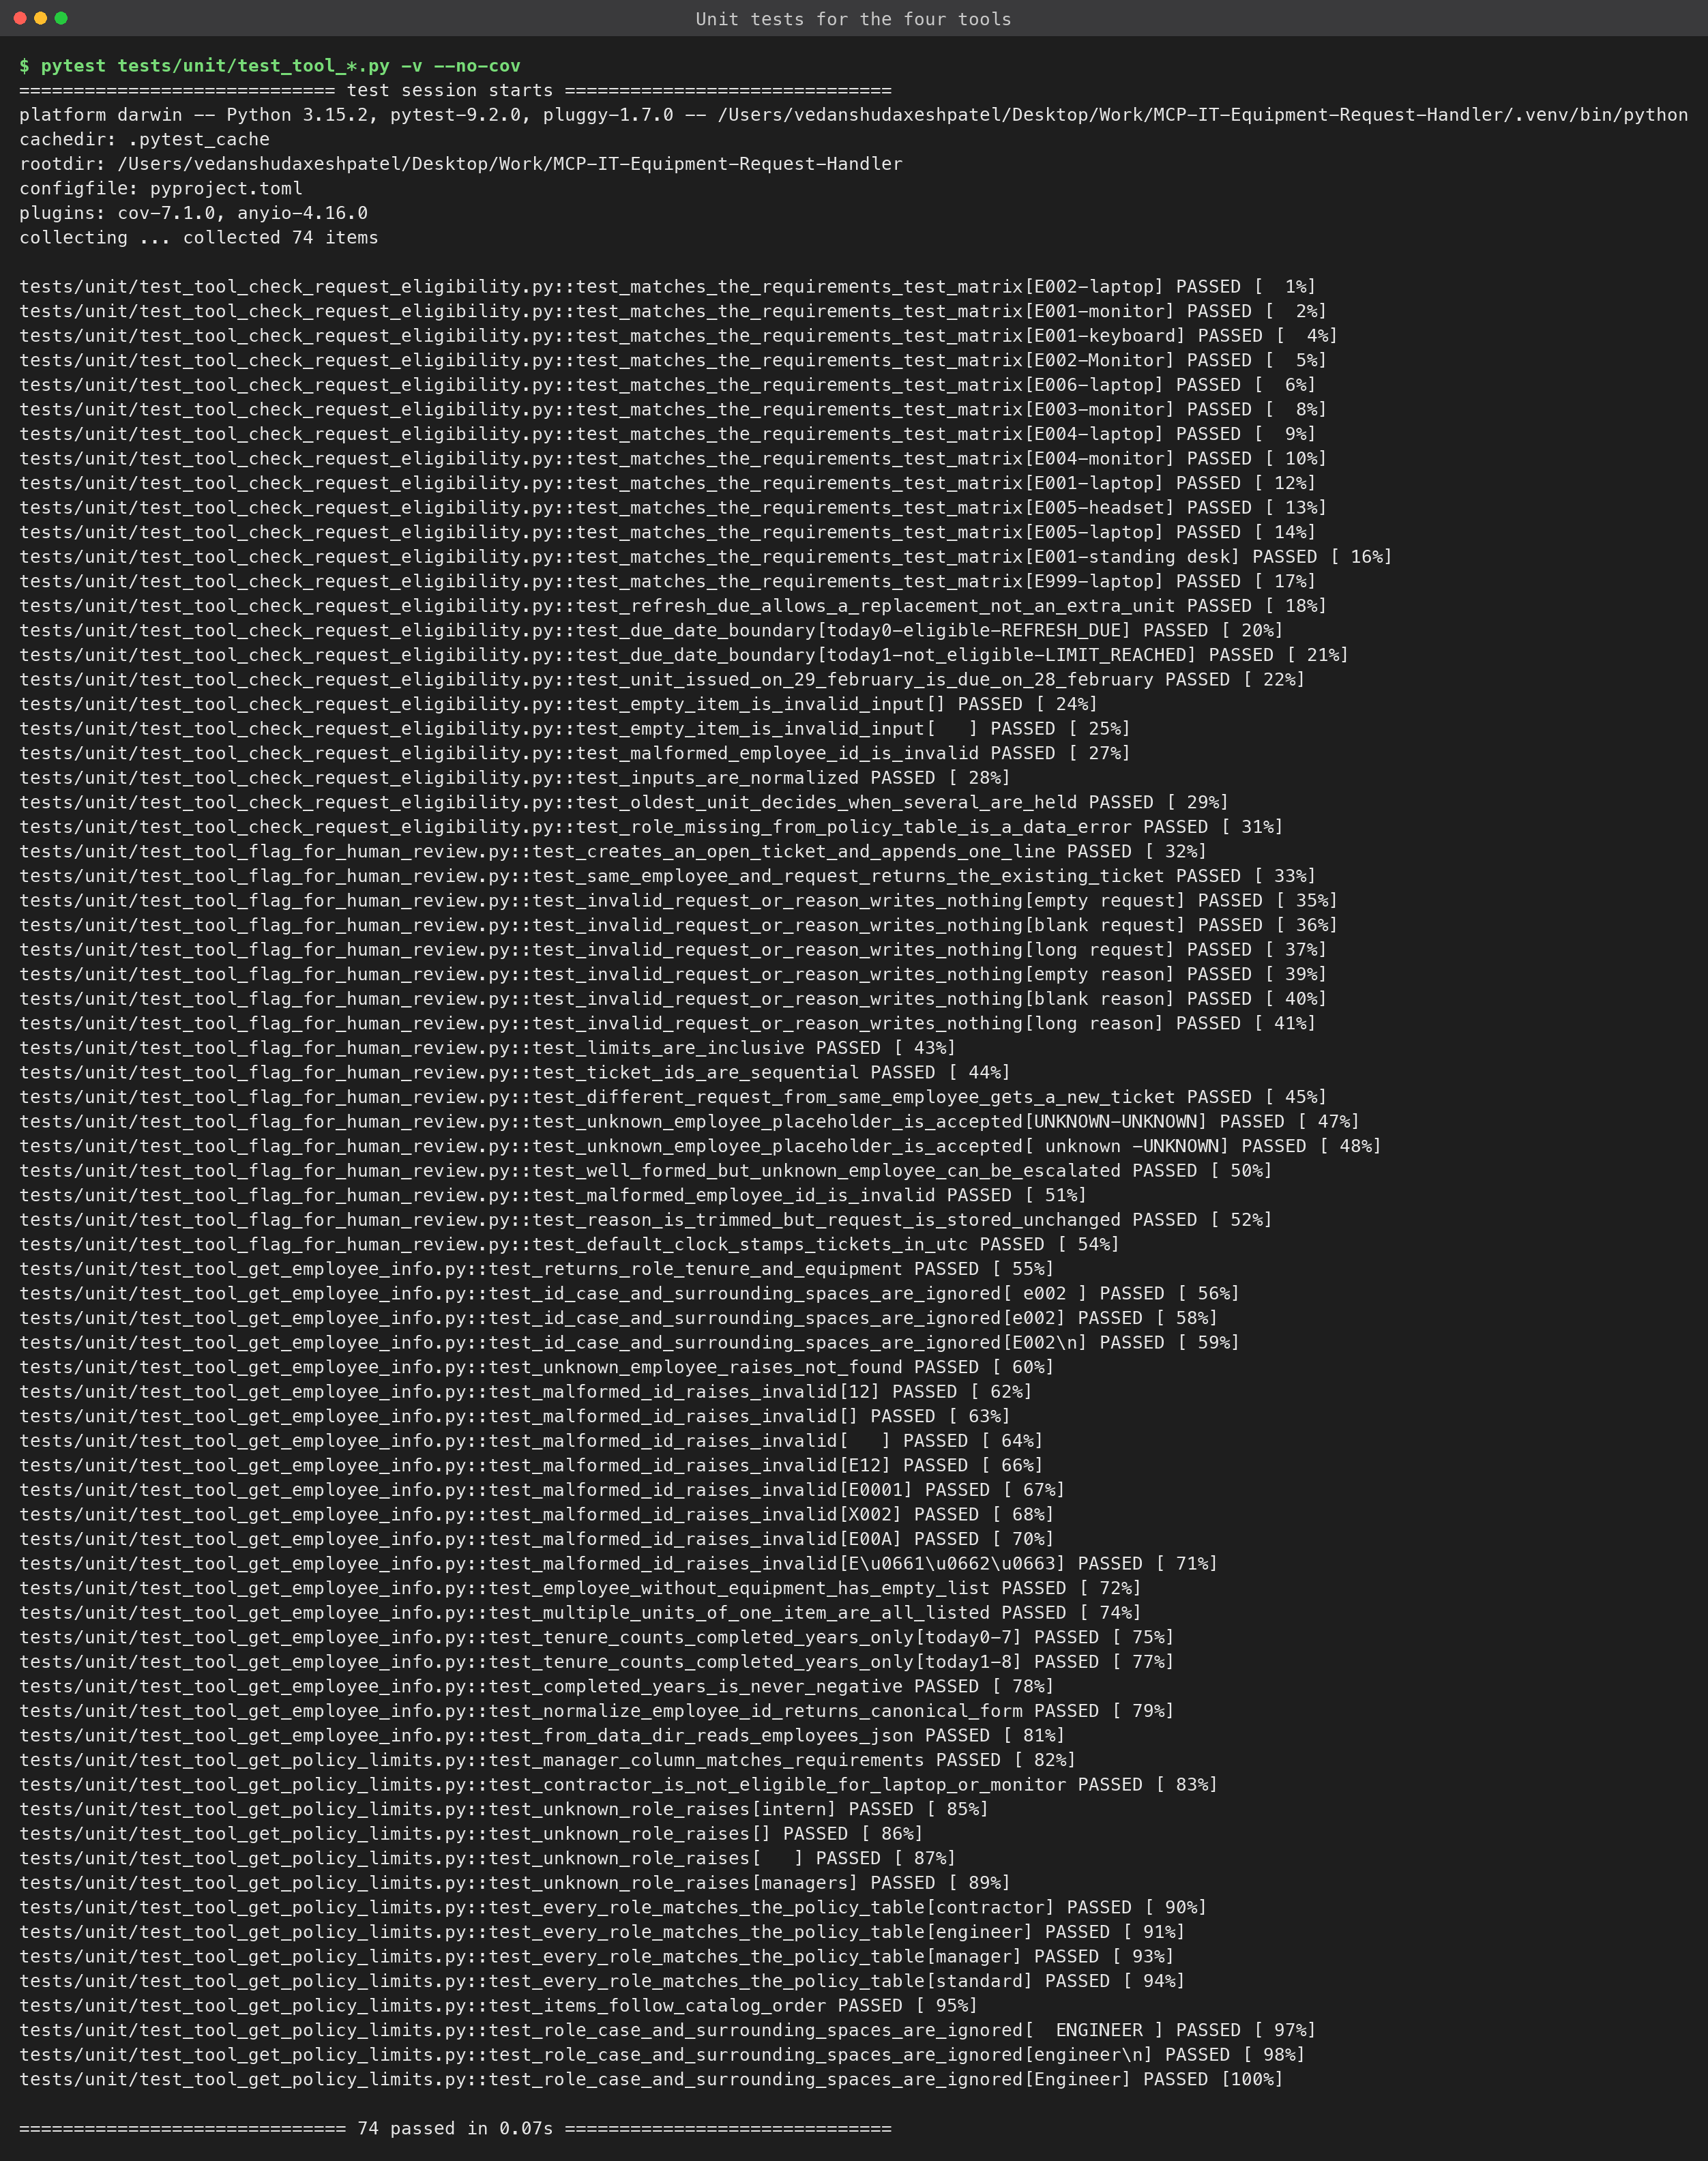 Unit tests for the four tools
$ pytest tests/unit/test_tool_*.py -v --no-cov
============================= test session starts ==============================
platform darwin -- Python 3.15.2, pytest-9.2.0, pluggy-1.7.0 -- /Users/vedanshudaxeshpatel/Desktop/Work/MCP-IT-Equipment-Request-Handler/.venv/bin/python
cachedir: .pytest_cache
rootdir: /Users/vedanshudaxeshpatel/Desktop/Work/MCP-IT-Equipment-Request-Handler
configfile: pyproject.toml
plugins: cov-7.1.0, anyio-4.16.0
collecting ... collected 74 items
tests/unit/test_tool_check_request_eligibility.py::test_matches_the_requirements_test_matrix[E002-laptop] PASSED [  1%]
tests/unit/test_tool_check_request_eligibility.py::test_matches_the_requirements_test_matrix[E001-monitor] PASSED [  2%]
tests/unit/test_tool_check_request_eligibility.py::test_matches_the_requirements_test_matrix[E001-keyboard] PASSED [  4%]
tests/unit/test_tool_check_request_eligibility.py::test_matches_the_requirements_test_matrix[E002-Monitor] PASSED [  5%]
tests/unit/test_tool_check_request_eligibility.py::test_matches_the_requirements_test_matrix[E006-laptop] PASSED [  6%]
tests/unit/test_tool_check_request_eligibility.py::test_matches_the_requirements_test_matrix[E003-monitor] PASSED [  8%]
tests/unit/test_tool_check_request_eligibility.py::test_matches_the_requirements_test_matrix[E004-laptop] PASSED [  9%]
tests/unit/test_tool_check_request_eligibility.py::test_matches_the_requirements_test_matrix[E004-monitor] PASSED [ 10%]
tests/unit/test_tool_check_request_eligibility.py::test_matches_the_requirements_test_matrix[E001-laptop] PASSED [ 12%]
tests/unit/test_tool_check_request_eligibility.py::test_matches_the_requirements_test_matrix[E005-headset] PASSED [ 13%]
tests/unit/test_tool_check_request_eligibility.py::test_matches_the_requirements_test_matrix[E005-laptop] PASSED [ 14%]
tests/unit/test_tool_check_request_eligibility.py::test_matches_the_requirements_test_matrix[E001-standing desk] PASSED [ 16%]
tests/unit/test_tool_check_request_eligibility.py::test_matches_the_requirements_test_matrix[E999-laptop] PASSED [ 17%]
tests/unit/test_tool_check_request_eligibility.py::test_refresh_due_allows_a_replacement_not_an_extra_unit PASSED [ 18%]
tests/unit/test_tool_check_request_eligibility.py::test_due_date_boundary[today0-eligible-REFRESH_DUE] PASSED [ 20%]
tests/unit/test_tool_check_request_eligibility.py::test_due_date_boundary[today1-not_eligible-LIMIT_REACHED] PASSED [ 21%]
tests/unit/test_tool_check_request_eligibility.py::test_unit_issued_on_29_february_is_due_on_28_february PASSED [ 22%]
tests/unit/test_tool_check_request_eligibility.py::test_empty_item_is_invalid_input[] PASSED [ 24%]
tests/unit/test_tool_check_request_eligibility.py::test_empty_item_is_invalid_input[   ] PASSED [ 25%]
tests/unit/test_tool_check_request_eligibility.py::test_malformed_employee_id_is_invalid PASSED [ 27%]
tests/unit/test_tool_check_request_eligibility.py::test_inputs_are_normalized PASSED [ 28%]
tests/unit/test_tool_check_request_eligibility.py::test_oldest_unit_decides_when_several_are_held PASSED [ 29%]
tests/unit/test_tool_check_request_eligibility.py::test_role_missing_from_policy_table_is_a_data_error PASSED [ 31%]
tests/unit/test_tool_flag_for_human_review.py::test_creates_an_open_ticket_and_appends_one_line PASSED [ 32%]
tests/unit/test_tool_flag_for_human_review.py::test_same_employee_and_request_returns_the_existing_ticket PASSED [ 33%]
tests/unit/test_tool_flag_for_human_review.py::test_invalid_request_or_reason_writes_nothing[empty request] PASSED [ 35%]
tests/unit/test_tool_flag_for_human_review.py::test_invalid_request_or_reason_writes_nothing[blank request] PASSED [ 36%]
tests/unit/test_tool_flag_for_human_review.py::test_invalid_request_or_reason_writes_nothing[long request] PASSED [ 37%]
tests/unit/test_tool_flag_for_human_review.py::test_invalid_request_or_reason_writes_nothing[empty reason] PASSED [ 39%]
tests/unit/test_tool_flag_for_human_review.py::test_invalid_request_or_reason_writes_nothing[blank reason] PASSED [ 40%]
tests/unit/test_tool_flag_for_human_review.py::test_invalid_request_or_reason_writes_nothing[long reason] PASSED [ 41%]
tests/unit/test_tool_flag_for_human_review.py::test_limits_are_inclusive PASSED [ 43%]
tests/unit/test_tool_flag_for_human_review.py::test_ticket_ids_are_sequential PASSED [ 44%]
tests/unit/test_tool_flag_for_human_review.py::test_different_request_from_same_employee_gets_a_new_ticket PASSED [ 45%]
tests/unit/test_tool_flag_for_human_review.py::test_unknown_employee_placeholder_is_accepted[UNKNOWN-UNKNOWN] PASSED [ 47%]
tests/unit/test_tool_flag_for_human_review.py::test_unknown_employee_placeholder_is_accepted[ unknown -UNKNOWN] PASSED [ 48%]
tests/unit/test_tool_flag_for_human_review.py::test_well_formed_but_unknown_employee_can_be_escalated PASSED [ 50%]
tests/unit/test_tool_flag_for_human_review.py::test_malformed_employee_id_is_invalid PASSED [ 51%]
tests/unit/test_tool_flag_for_human_review.py::test_reason_is_trimmed_but_request_is_stored_unchanged PASSED [ 52%]
tests/unit/test_tool_flag_for_human_review.py::test_default_clock_stamps_tickets_in_utc PASSED [ 54%]
tests/unit/test_tool_get_employee_info.py::test_returns_role_tenure_and_equipment PASSED [ 55%]
tests/unit/test_tool_get_employee_info.py::test_id_case_and_surrounding_spaces_are_ignored[ e002 ] PASSED [ 56%]
tests/unit/test_tool_get_employee_info.py::test_id_case_and_surrounding_spaces_are_ignored[e002] PASSED [ 58%]
tests/unit/test_tool_get_employee_info.py::test_id_case_and_surrounding_spaces_are_ignored[E002\n] PASSED [ 59%]
tests/unit/test_tool_get_employee_info.py::test_unknown_employee_raises_not_found PASSED [ 60%]
tests/unit/test_tool_get_employee_info.py::test_malformed_id_raises_invalid[12] PASSED [ 62%]
tests/unit/test_tool_get_employee_info.py::test_malformed_id_raises_invalid[] PASSED [ 63%]
tests/unit/test_tool_get_employee_info.py::test_malformed_id_raises_invalid[   ] PASSED [ 64%]
tests/unit/test_tool_get_employee_info.py::test_malformed_id_raises_invalid[E12] PASSED [ 66%]
tests/unit/test_tool_get_employee_info.py::test_malformed_id_raises_invalid[E0001] PASSED [ 67%]
tests/unit/test_tool_get_employee_info.py::test_malformed_id_raises_invalid[X002] PASSED [ 68%]
tests/unit/test_tool_get_employee_info.py::test_malformed_id_raises_invalid[E00A] PASSED [ 70%]
tests/unit/test_tool_get_employee_info.py::test_malformed_id_raises_invalid[E\u0661\u0662\u0663] PASSED [ 71%]
tests/unit/test_tool_get_employee_info.py::test_employee_without_equipment_has_empty_list PASSED [ 72%]
tests/unit/test_tool_get_employee_info.py::test_multiple_units_of_one_item_are_all_listed PASSED [ 74%]
tests/unit/test_tool_get_employee_info.py::test_tenure_counts_completed_years_only[today0-7] PASSED [ 75%]
tests/unit/test_tool_get_employee_info.py::test_tenure_counts_completed_years_only[today1-8] PASSED [ 77%]
tests/unit/test_tool_get_employee_info.py::test_completed_years_is_never_negative PASSED [ 78%]
tests/unit/test_tool_get_employee_info.py::test_normalize_employee_id_returns_canonical_form PASSED [ 79%]
tests/unit/test_tool_get_employee_info.py::test_from_data_dir_reads_employees_json PASSED [ 81%]
tests/unit/test_tool_get_policy_limits.py::test_manager_column_matches_requirements PASSED [ 82%]
tests/unit/test_tool_get_policy_limits.py::test_contractor_is_not_eligible_for_laptop_or_monitor PASSED [ 83%]
tests/unit/test_tool_get_policy_limits.py::test_unknown_role_raises[intern] PASSED [ 85%]
tests/unit/test_tool_get_policy_limits.py::test_unknown_role_raises[] PASSED [ 86%]
tests/unit/test_tool_get_policy_limits.py::test_unknown_role_raises[   ] PASSED [ 87%]
tests/unit/test_tool_get_policy_limits.py::test_unknown_role_raises[managers] PASSED [ 89%]
tests/unit/test_tool_get_policy_limits.py::test_every_role_matches_the_policy_table[contractor] PASSED [ 90%]
tests/unit/test_tool_get_policy_limits.py::test_every_role_matches_the_policy_table[engineer] PASSED [ 91%]
tests/unit/test_tool_get_policy_limits.py::test_every_role_matches_the_policy_table[manager] PASSED [ 93%]
tests/unit/test_tool_get_policy_limits.py::test_every_role_matches_the_policy_table[standard] PASSED [ 94%]
tests/unit/test_tool_get_policy_limits.py::test_items_follow_catalog_order PASSED [ 95%]
tests/unit/test_tool_get_policy_limits.py::test_role_case_and_surrounding_spaces_are_ignored[  ENGINEER ] PASSED [ 97%]
tests/unit/test_tool_get_policy_limits.py::test_role_case_and_surrounding_spaces_are_ignored[engineer\n] PASSED [ 98%]
tests/unit/test_tool_get_policy_limits.py::test_role_case_and_surrounding_spaces_are_ignored[Engineer] PASSED [100%]
============================== 74 passed in 0.07s ==============================